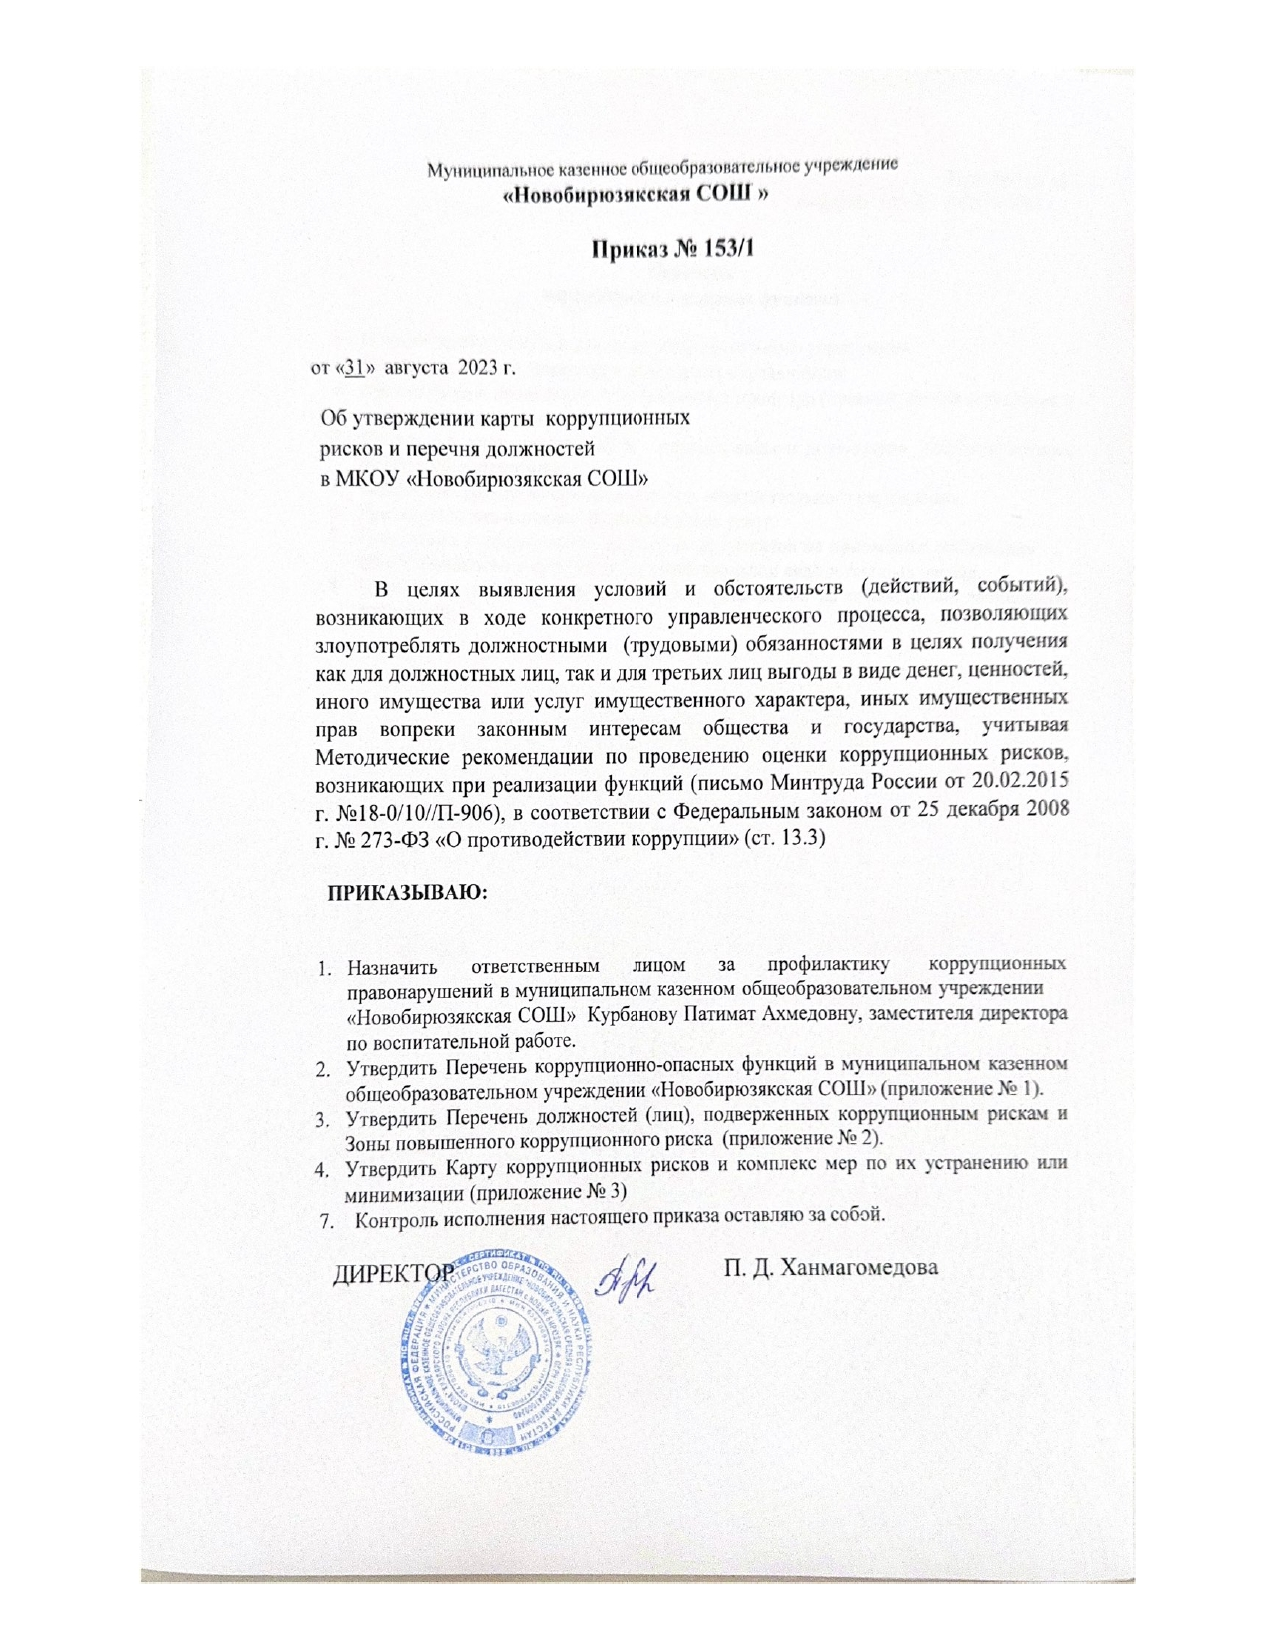 Муниципальное казенное общеобразовательное учреждение
«Новобирюзякская СОШ »
Приказ № 153/1
от «31» августа 2023 г.
Об утверждении карты коррупционных
рисков и перечня должностей
в МКОУ «Новобирюзякская СОШ»
В целях выявления условий и обстоятельств (действий, событий),
возникающих в ходе конкретного управленческого процесса, позволяющих
злоупотреблять должностными (трудовыми) обязанностями в целях получения
как для должностных лиц, так и для третьих лиц выгоды в виде денег, ценностей,
иного имущества или услуг имущественного характера, иных имущественных
прав вопреки законным интересам общества и государства, учитывая
Методические рекомендации по проведению оценки коррупционных рисков,
возникающих при реализации функций (письмо Минтруда России от 20.02.2015
г. №18-0/10//П-906), в соответствии с Федеральным законом от 25 декабря 2008
г. № 273-ФЗ «О противодействии коррупции» (ст. 13.3)
ПРИКАЗЫВАЮ:
1. Назначить ответственным лицом за профилактику коррупционных
правонарушений в муниципальном казенном общеобразовательном учреждении
«Новобирюзякская СОШ» Курбанову Патимат Ахмедовну, заместителя директора
по воспитательной работе.
2. Утвердить Перечень коррупционно-опасных функций в муниципальном казенном
общеобразовательном учреждении «Новобирюзякская СОШ» (приложение № 1).
3. Утвердить Перечень должностей (лиц), подверженных коррупционным рискам и
Зоны повышенного коррупционного риска (приложение № 2).
4. Утвердить Карту коррупционных рисков и комплекс мер по их устранению или
минимизации (приложение № 3)
7. Контроль исполнения настоящего приказа оставляю за собой.
ДИРЕКТОР П. Д. Ханмагомедова
РОССИЙСКАЯ ФЕДЕРАЦИЯ МИНИСТЕРСТВО ОБРАЗОВАНИЯ И НАУКИ РЕСПУБЛИКИ ДАГЕСТАН